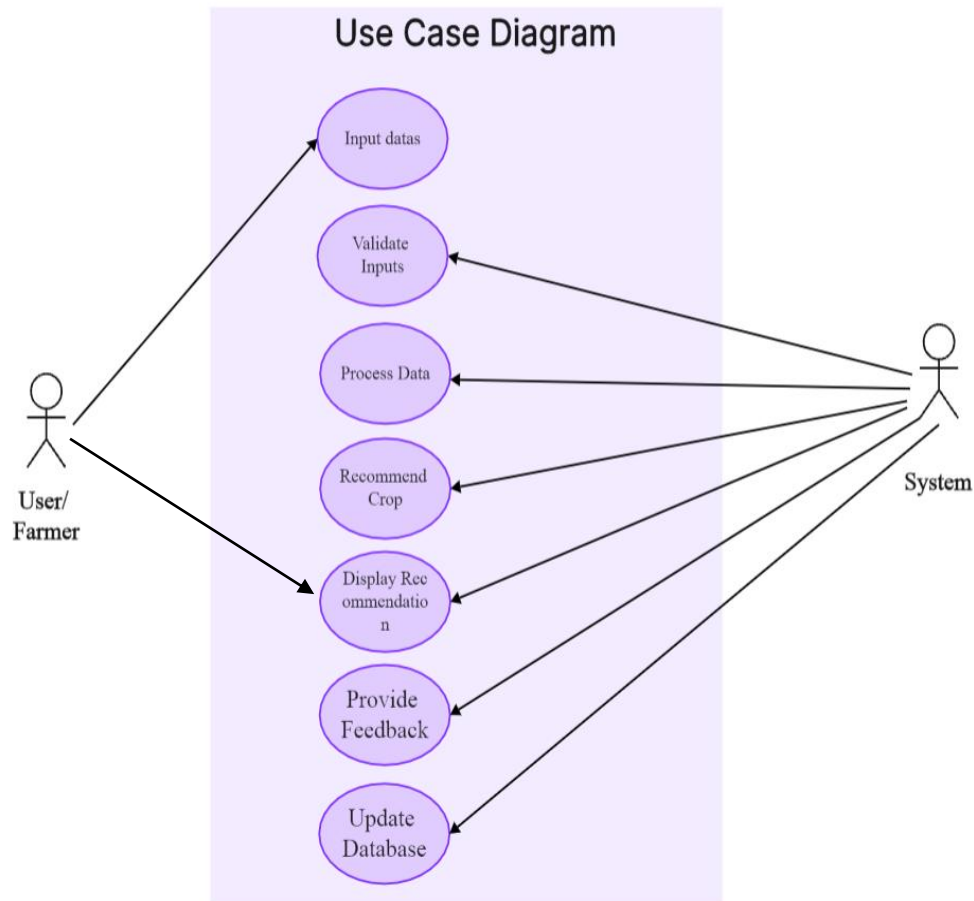 Use Case Diagram
Input datas
Validate
Inputs
Process Data
Recommend
Crop
Display Rec
ommendatio
n
Provide
Feedback
Update
Database
User/
Farmer
System